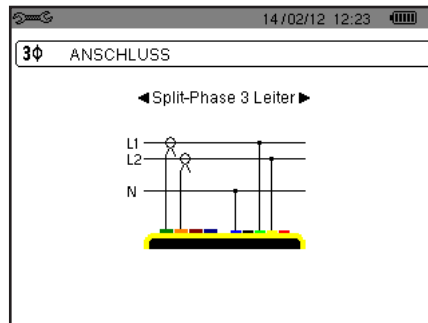 14/02/12 12:23
3Φ ANSCHLUSS
◄Split-Phase 3 Leiter►
L1
L2
N